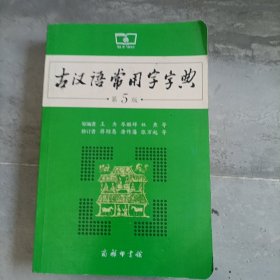 古汉语常用字字典
第5版
原编者 王 力 岑麒祥 林 焘 等
修订者 蒋绍愚 唐作藩 张万起 等
商务印书馆